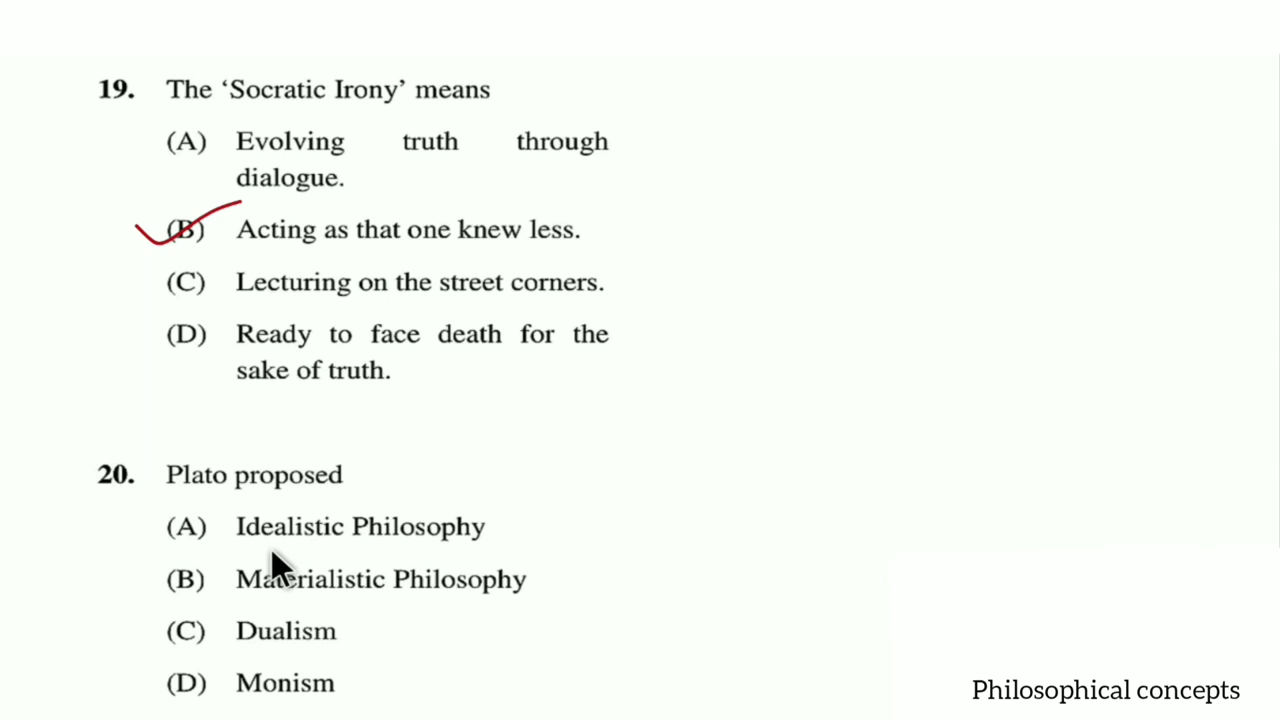 19. The ‘Socratic Irony’ means
(A) Evolving truth through
dialogue.
(B) Acting as that one knew less.
(C) Lecturing on the street corners.
(D) Ready to face death for the
sake of truth.
20. Plato proposed
(A) Idealistic Philosophy
(B) Materialistic Philosophy
(C) Dualism
(D) Monism
Philosophical concepts